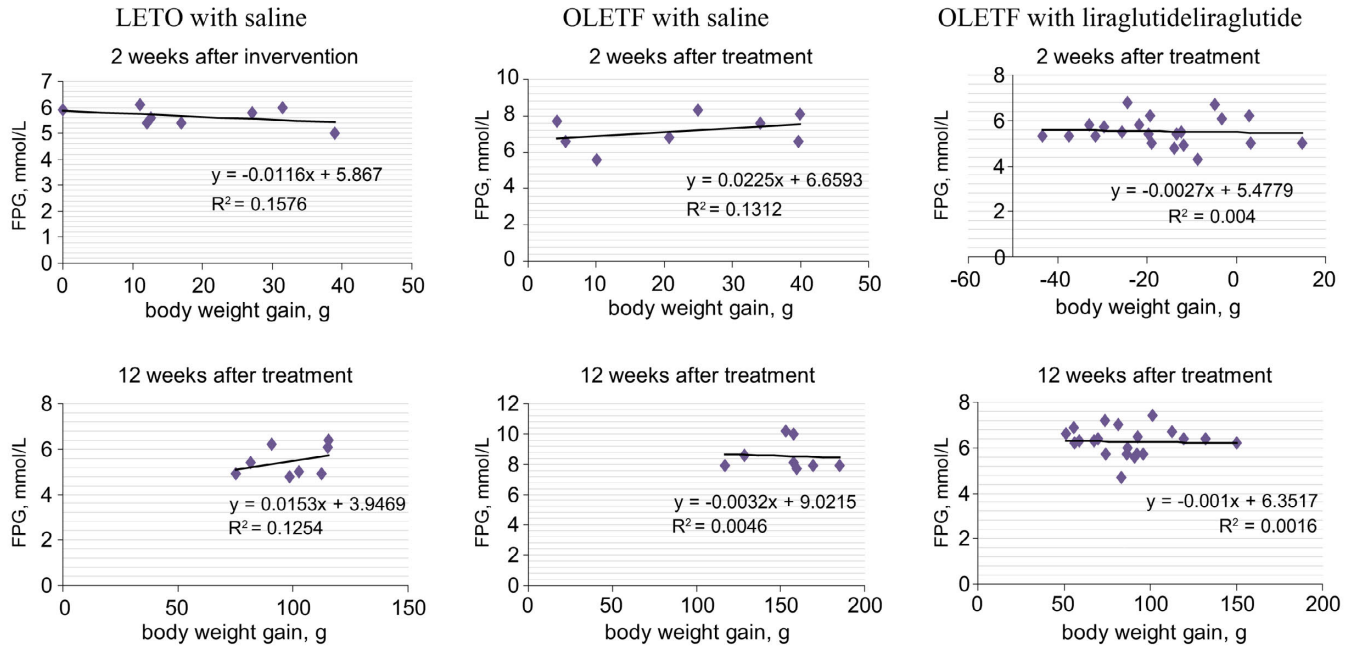 LETO with saline
OLETF with saline
OLETF with liraglutideliraglutide
2 weeks after invervention
7
6
5
4
3
2
1
0
FPG, mmol/L
y = -0.0116x + 5.867
R² = 0.1576
0 10 20 30 40 50
body weight gain, g
2 weeks after treatment
10
8
6
4
2
0
FPG, mmol/L
y = 0.0225x + 6.6593
R² = 0.1312
0 10 20 30 40 50
body weight gain, g
2 weeks after treatment
8
6
4
2
0
FPG, mmol/L
y = -0.0027x + 5.4779
R² = 0.004
-60 -40 -20 0 20
body weight gain, g
12 weeks after treatment
8
6
4
2
0
FPG, mmol/L
y = 0.0153x + 3.9469
R² = 0.1254
0 50 100 150
body weight gain, g
12 weeks after treatment
12
10
8
6
4
2
0
FPG, mmol/L
y = -0.0032x + 9.0215
R² = 0.0046
0 50 100 150 200
body weight gain, g
12 weeks after treatment
8
6
4
2
0
FPG, mmol/L
y = -0.001x + 6.3517
R² = 0.0016
0 50 100 150 200
body weight gain, g